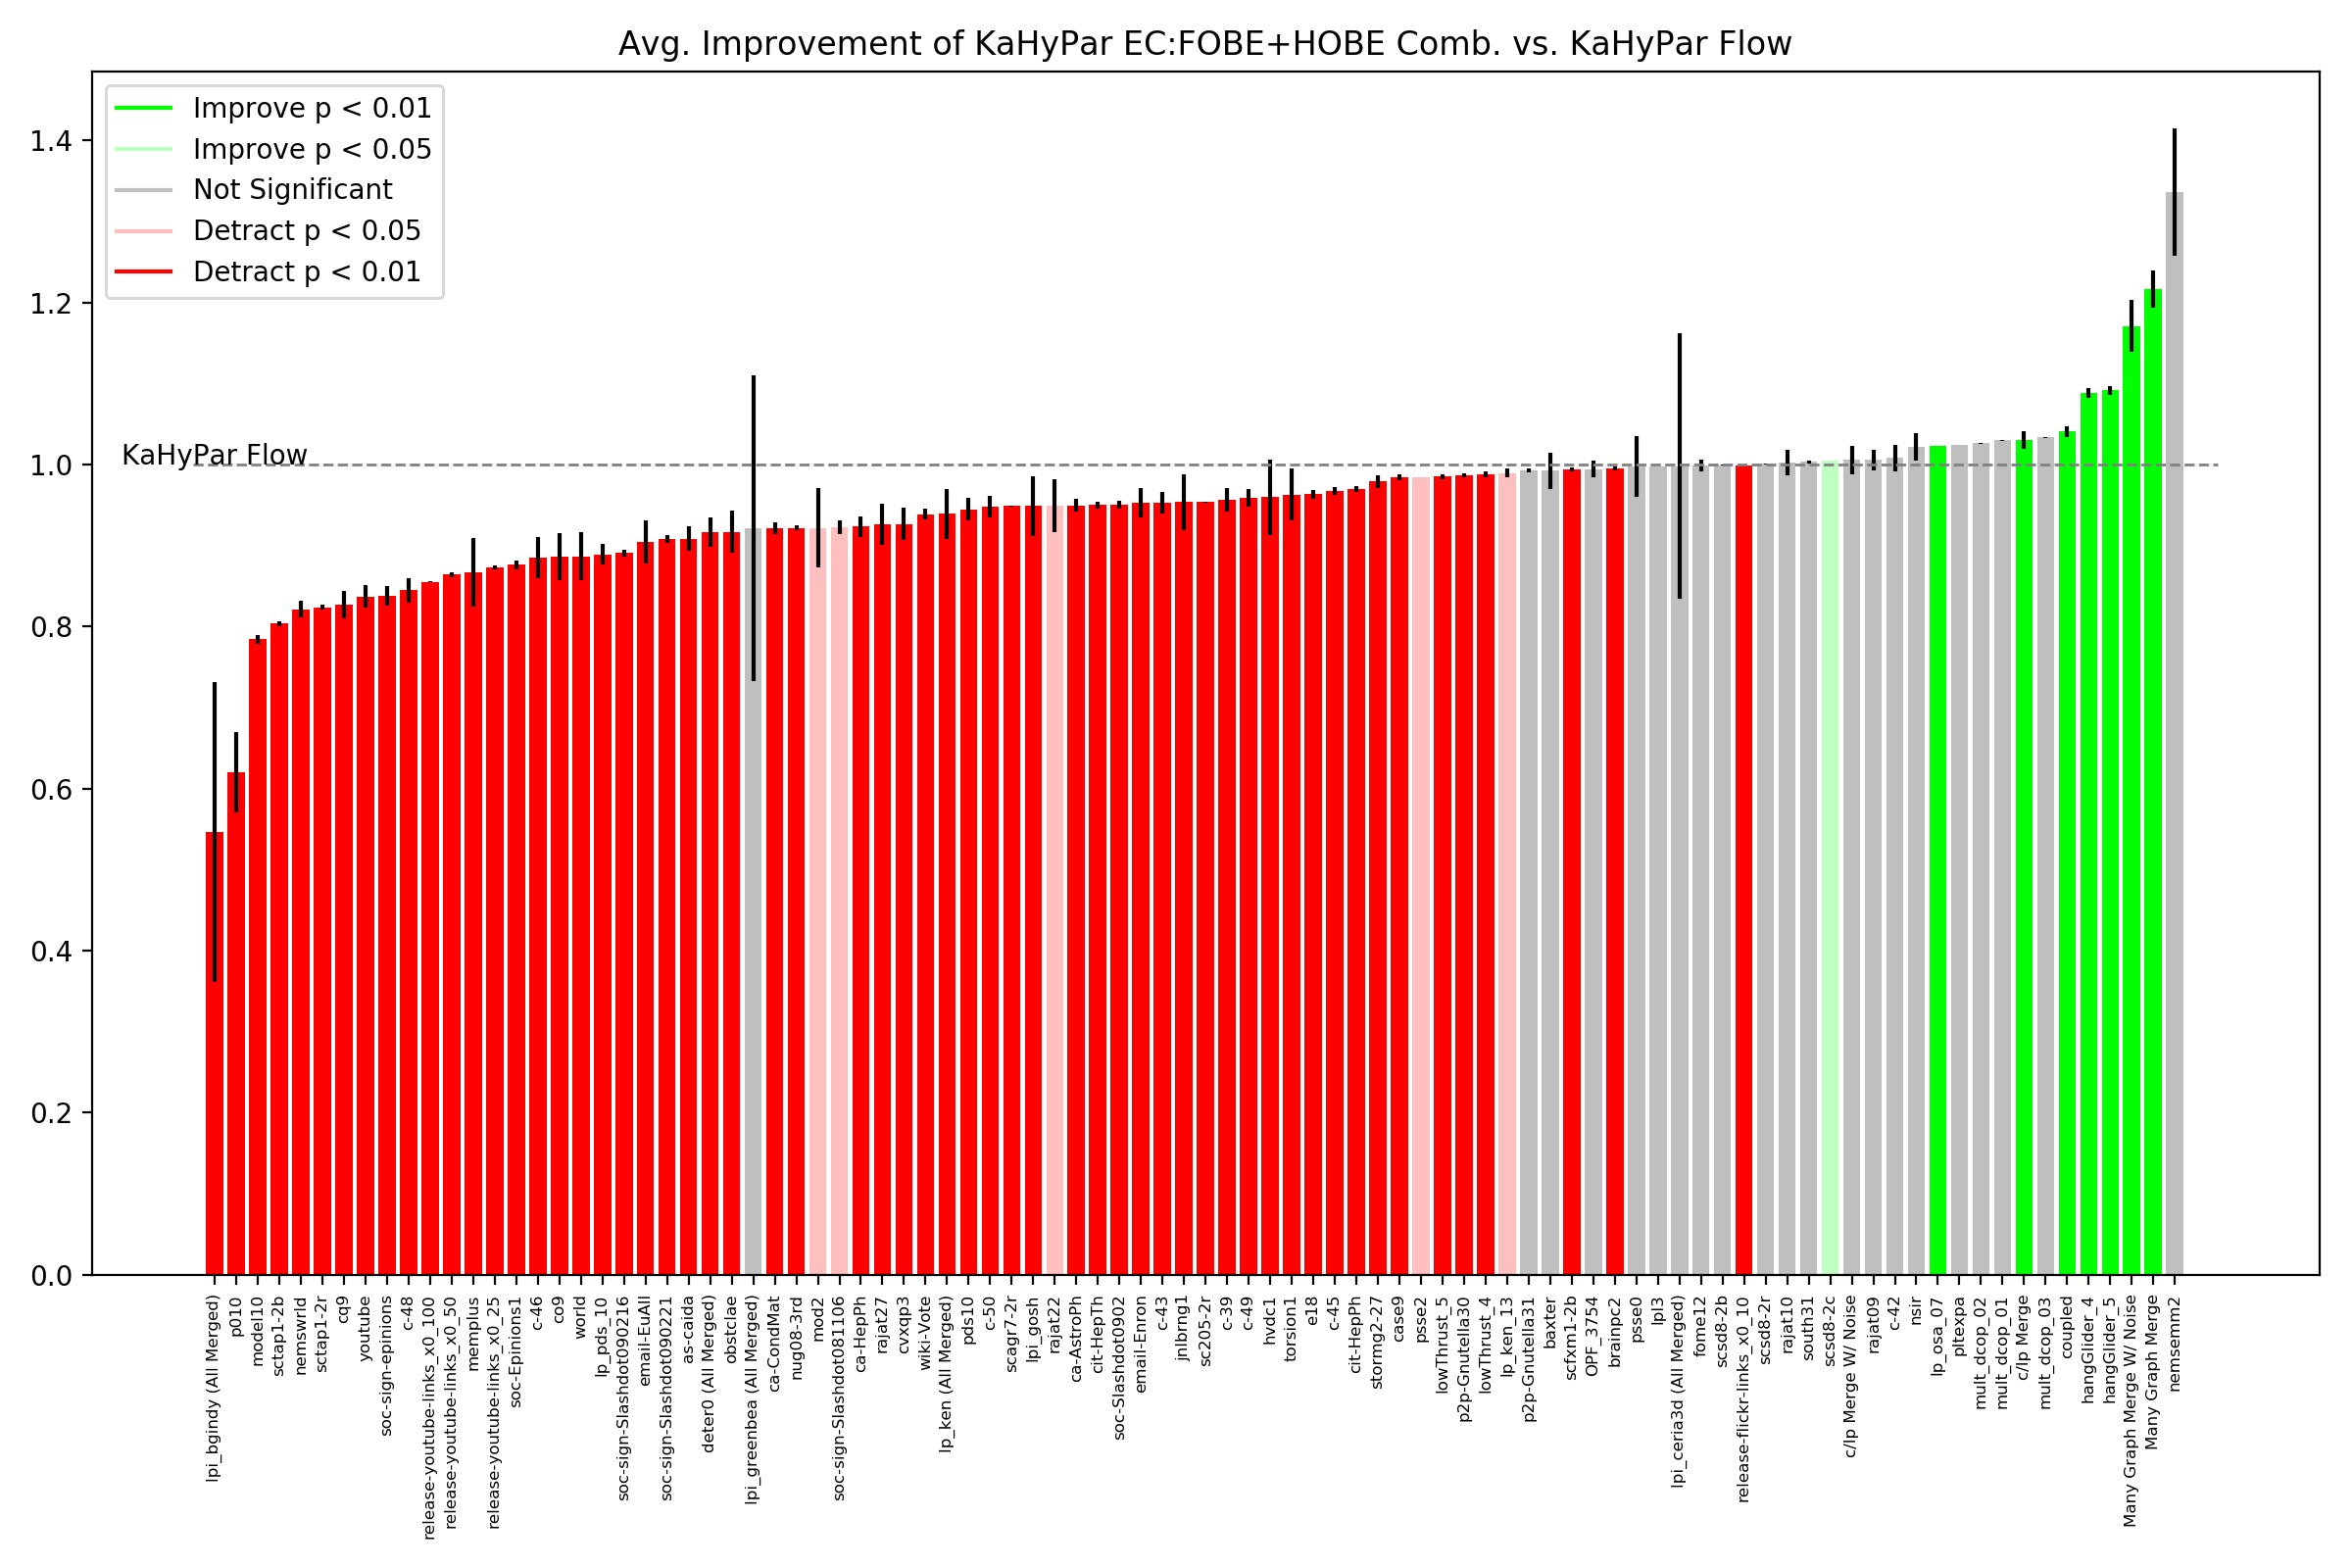 Avg. Improvement of KaHyPar EC:FOBE+HOBE Comb. vs. KaHyPar Flow
Improve p < 0.01
Improve p < 0.05
Not Significant
Detract p < 0.05
Detract p < 0.01
1.4
1.2
1.0
0.8
0.6
0.4
0.2
0.0
KaHyPar Flow
lpi_bgindy (All Merged)
p010
model10
sctap1-2b
nemswrld
sctap1-2r
cq9
youtube
soc-sign-epinions
c-48
release-youtube-links_x0_100
release-youtube-links_x0_50
memplus
release-youtube-links_x0_25
soc-Epinions1
c-46
co9
world
lp_pds_10
soc-sign-Slashdot090216
email-EuAll
soc-sign-Slashdot090221
as-caida
deter0 (All Merged)
obstclae
lpi_greenbea (All Merged)
ca-CondMat
nug08-3rd
mod2
soc-sign-Slashdot081106
ca-HepPh
rajat27
cvxqp3
wiki-Vote
lp_ken (All Merged)
pds10
c-50
scagr7-2r
lpi_gosh
rajat22
ca-AstroPh
cit-HepTh
soc-Slashdot0902
email-Enron
c-43
jnlbrng1
sc205-2r
c-39
c-49
hvdc1
torsion1
e18
c-45
cit-HepPh
stormg2-27
case9
psse2
lowThrust_5
p2p-Gnutella30
lowThrust_4
lp_ken_13
p2p-Gnutella31
baxter
scfxm1-2b
OPF_3754
brainpc2
psse0
lpl3
lpi_ceria3d (All Merged)
fome12
scsd8-2b
release-flickr-links_x0_10
scsd8-2r
rajat10
south31
scsd8-2c
c/lp Merge W/ Noise
rajat09
c-42
nsir
lp_osa_07
pltexpa
mult_dcop_02
mult_dcop_01
c/lp Merge
mult_dcop_03
coupled
hangGlider_4
hangGlider_5
Many Graph Merge W/ Noise
Many Graph Merge
nemsemm2